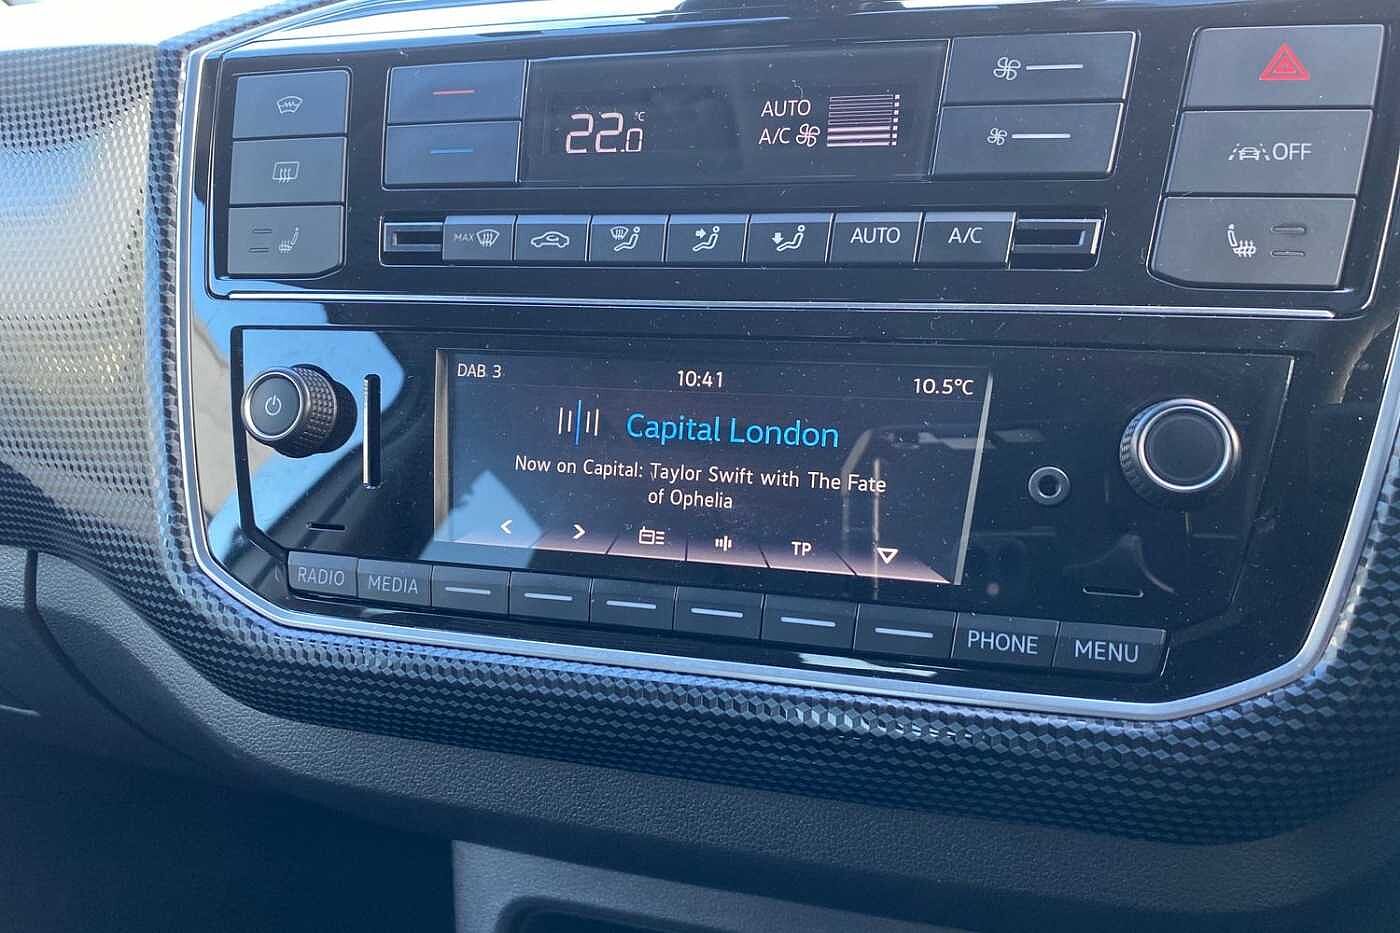 22.0 °C
AUTO
A/C
OFF
MAX
AUTO
A/C
DAB 3
10:41
10.5°C
Capital London
Now on Capital: Taylor Swift with The Fate
of Ophelia
< > TP
RADIO
MEDIA
PHONE
MENU